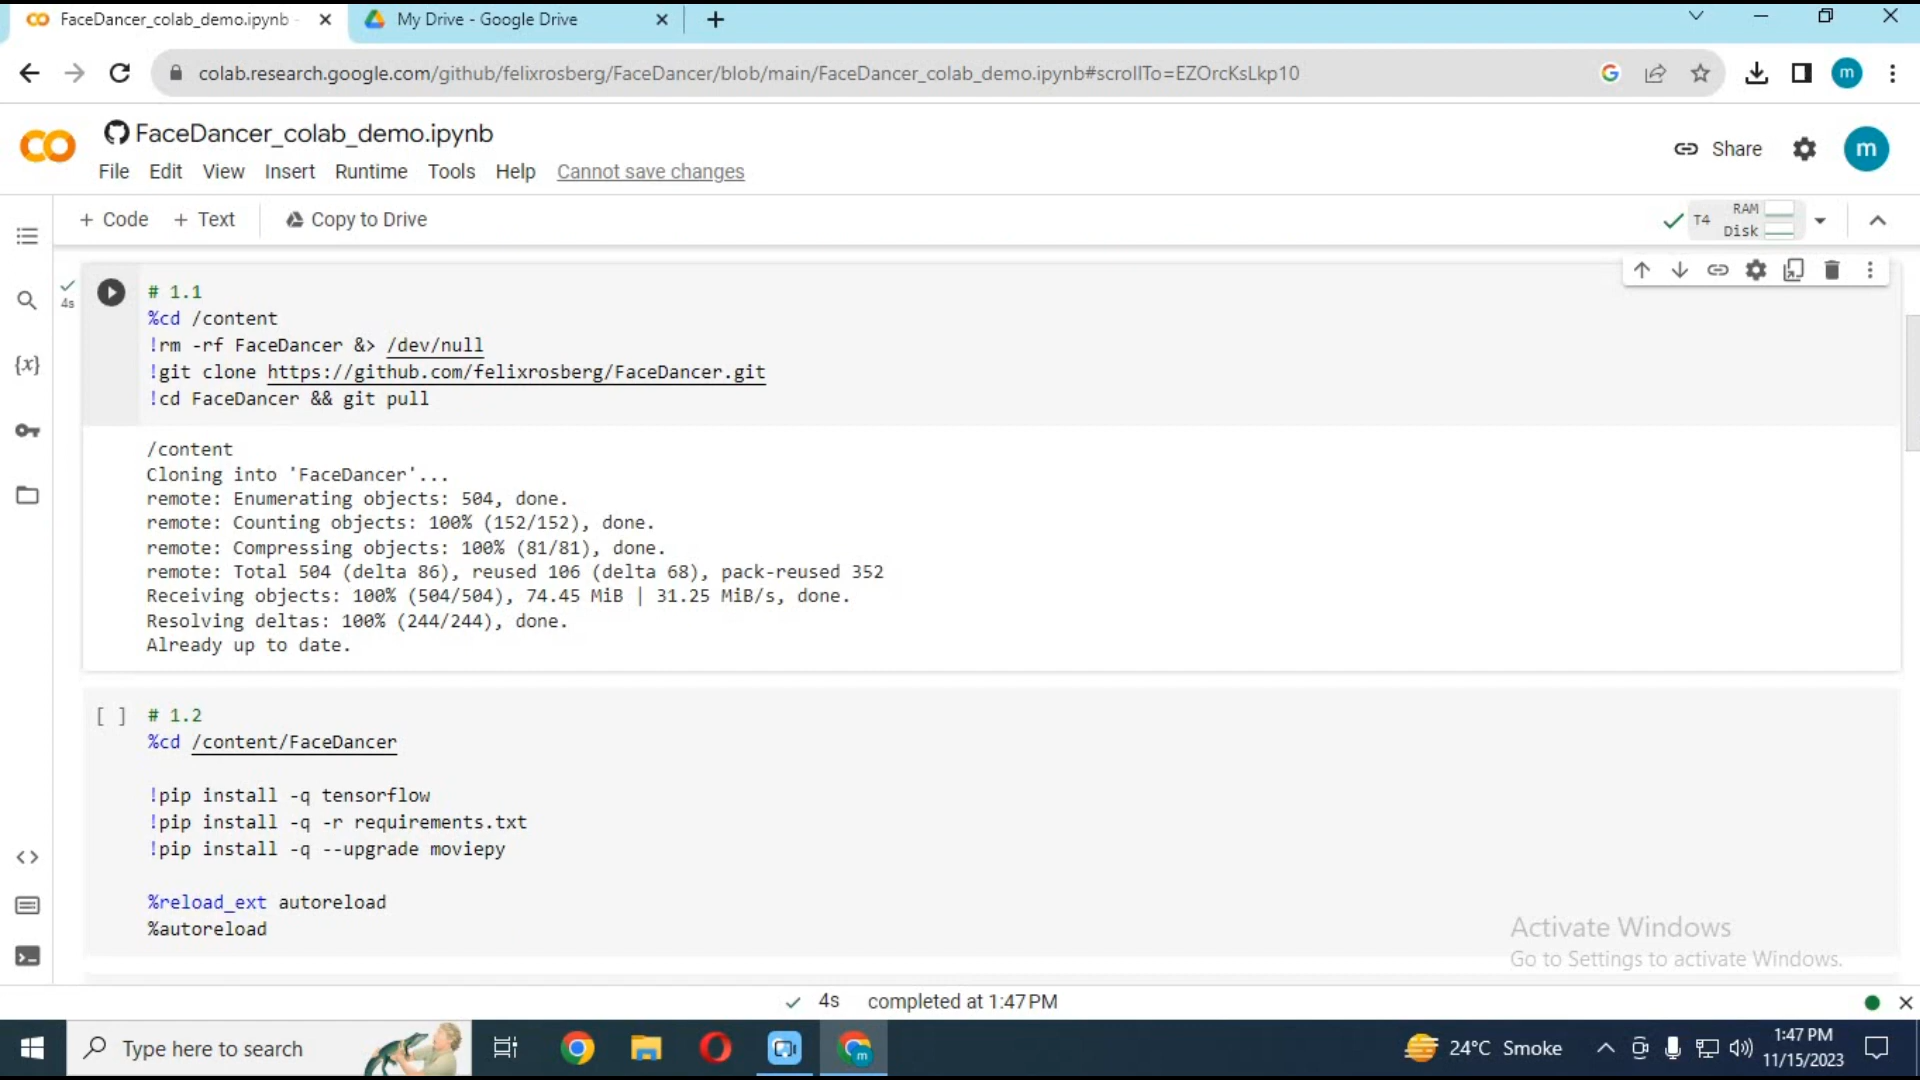 FaceDancer_colab_demo.ipynb -
My Drive - Google Drive
colab.research.google.com/github/felixrosberg/FaceDancer/blob/main/FaceDancer_colab_demo.ipynb#scrollTo=EZOrcKsLkp10
m
FaceDancer_colab_demo.ipynb
Share
m
File Edit View Insert Runtime Tools Help Cannot save changes
+ Code + Text Copy to Drive
T4 RAM
Disk
4s
# 1.1
%cd /content
!rm -rf FaceDancer &> /dev/null
!git clone https://github.com/felixrosberg/FaceDancer.git
!cd FaceDancer && git pull
{x}
/content
Cloning into 'FaceDancer'...
remote: Enumerating objects: 504, done.
remote: Counting objects: 100% (152/152), done.
remote: Compressing objects: 100% (81/81), done.
remote: Total 504 (delta 86), reused 106 (delta 68), pack-reused 352
Receiving objects: 100% (504/504), 74.45 MiB | 31.25 MiB/s, done.
Resolving deltas: 100% (244/244), done.
Already up to date.
[ ] # 1.2
%cd /content/FaceDancer
!pip install -q tensorflow
!pip install -q -r requirements.txt
!pip install -q --upgrade moviepy
%reload_ext autoreload
%autoreload
Activate Windows
Go to Settings to activate Windows.
4s completed at 1:47 PM
Type here to search
m
24°C Smoke
1:47 PM
11/15/2023